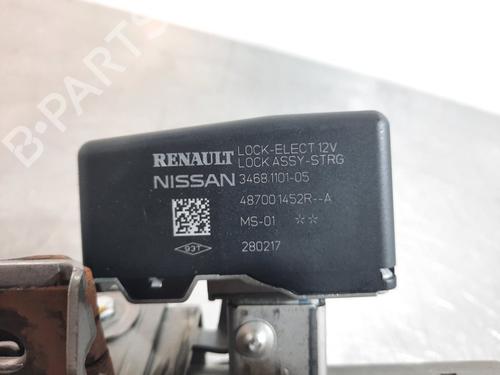 B-PARTS
RENAULT LOCK-ELECT 12V
LOCK ASSY-STRG
NISSAN 3468.1101-05
487001452R--A
MS-01 **
280217